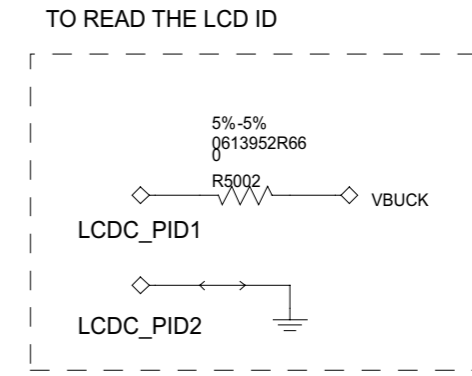 TO READ THE LCD ID
5%-5%
0613952R66
0
R5002
VBUCK
LCDC_PID1
LCDC_PID2